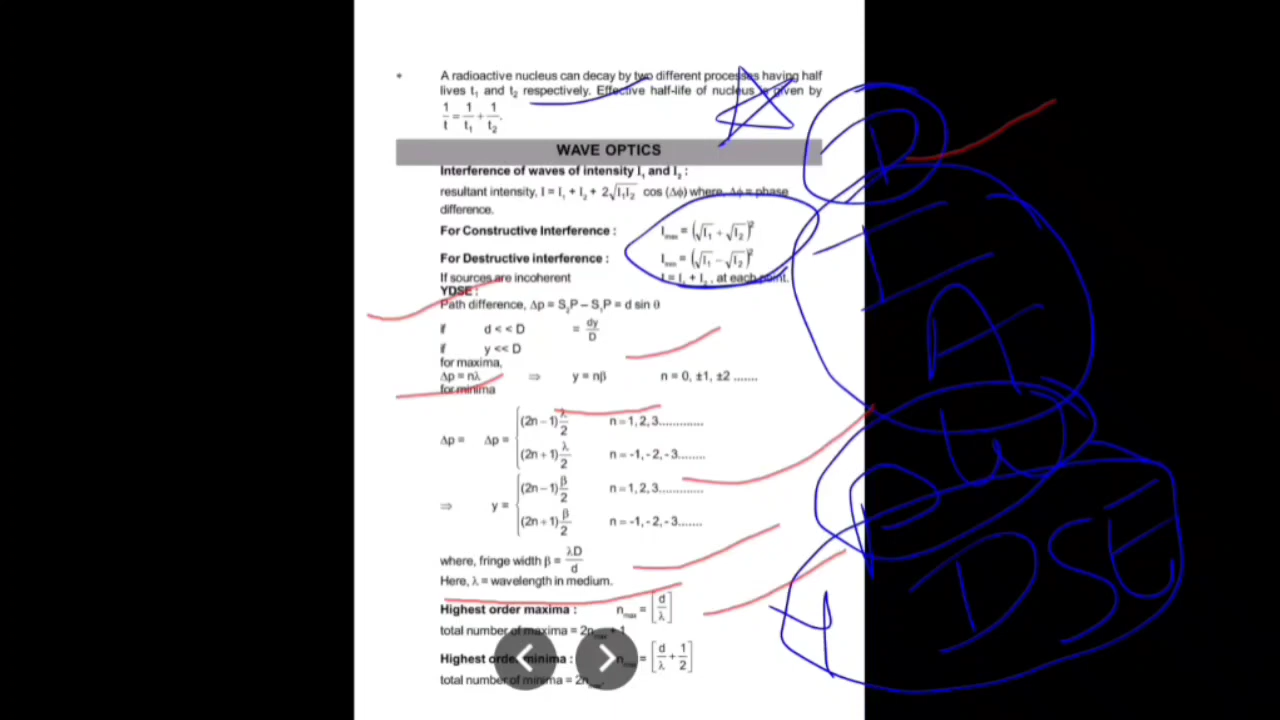 * A radioactive nucleus can decay by two different processes having half
lives t₁ and t₂ respectively. Effective half-life of nucleus is given by
1/t = 1/t₁ + 1/t₂.
WAVE OPTICS
Interference of waves of intensity I₁ and I₂ :
resultant intensity, I = I₁ + I₂ + 2√I₁I₂ cos (Δφ) where, Δφ = phase
difference.
For Constructive Interference : Imax = (√I₁ + √I₂)²
For Destructive interference : Imin = (√I₁ − √I₂)²
If sources are incoherent I = I₁ + I₂ , at each point.
YDSE :
Path difference, Δp = S₂P – S₁P = d sin θ
if d < < D = dy/D
if y << D
for maxima,
Δp = nλ ⇒ y = nβ n = 0, ±1, ±2 .......
for minima
Δp = Δp = { (2n − 1) λ/2 n = 1, 2, 3.............
(2n + 1) λ/2 n = -1, - 2, -3........
⇒ y = { (2n − 1) β/2 n = 1, 2, 3.............
(2n + 1) β/2 n = -1, - 2, -3.......
where, fringe width β = λD/d
Here, λ = wavelength in medium.
Highest order maxima : nmax = [d/λ]
total number of maxima = 2nmax + 1
Highest order minima : nmax = [d/λ + 1/2]
total number of minima = 2nmax.
A
DSE